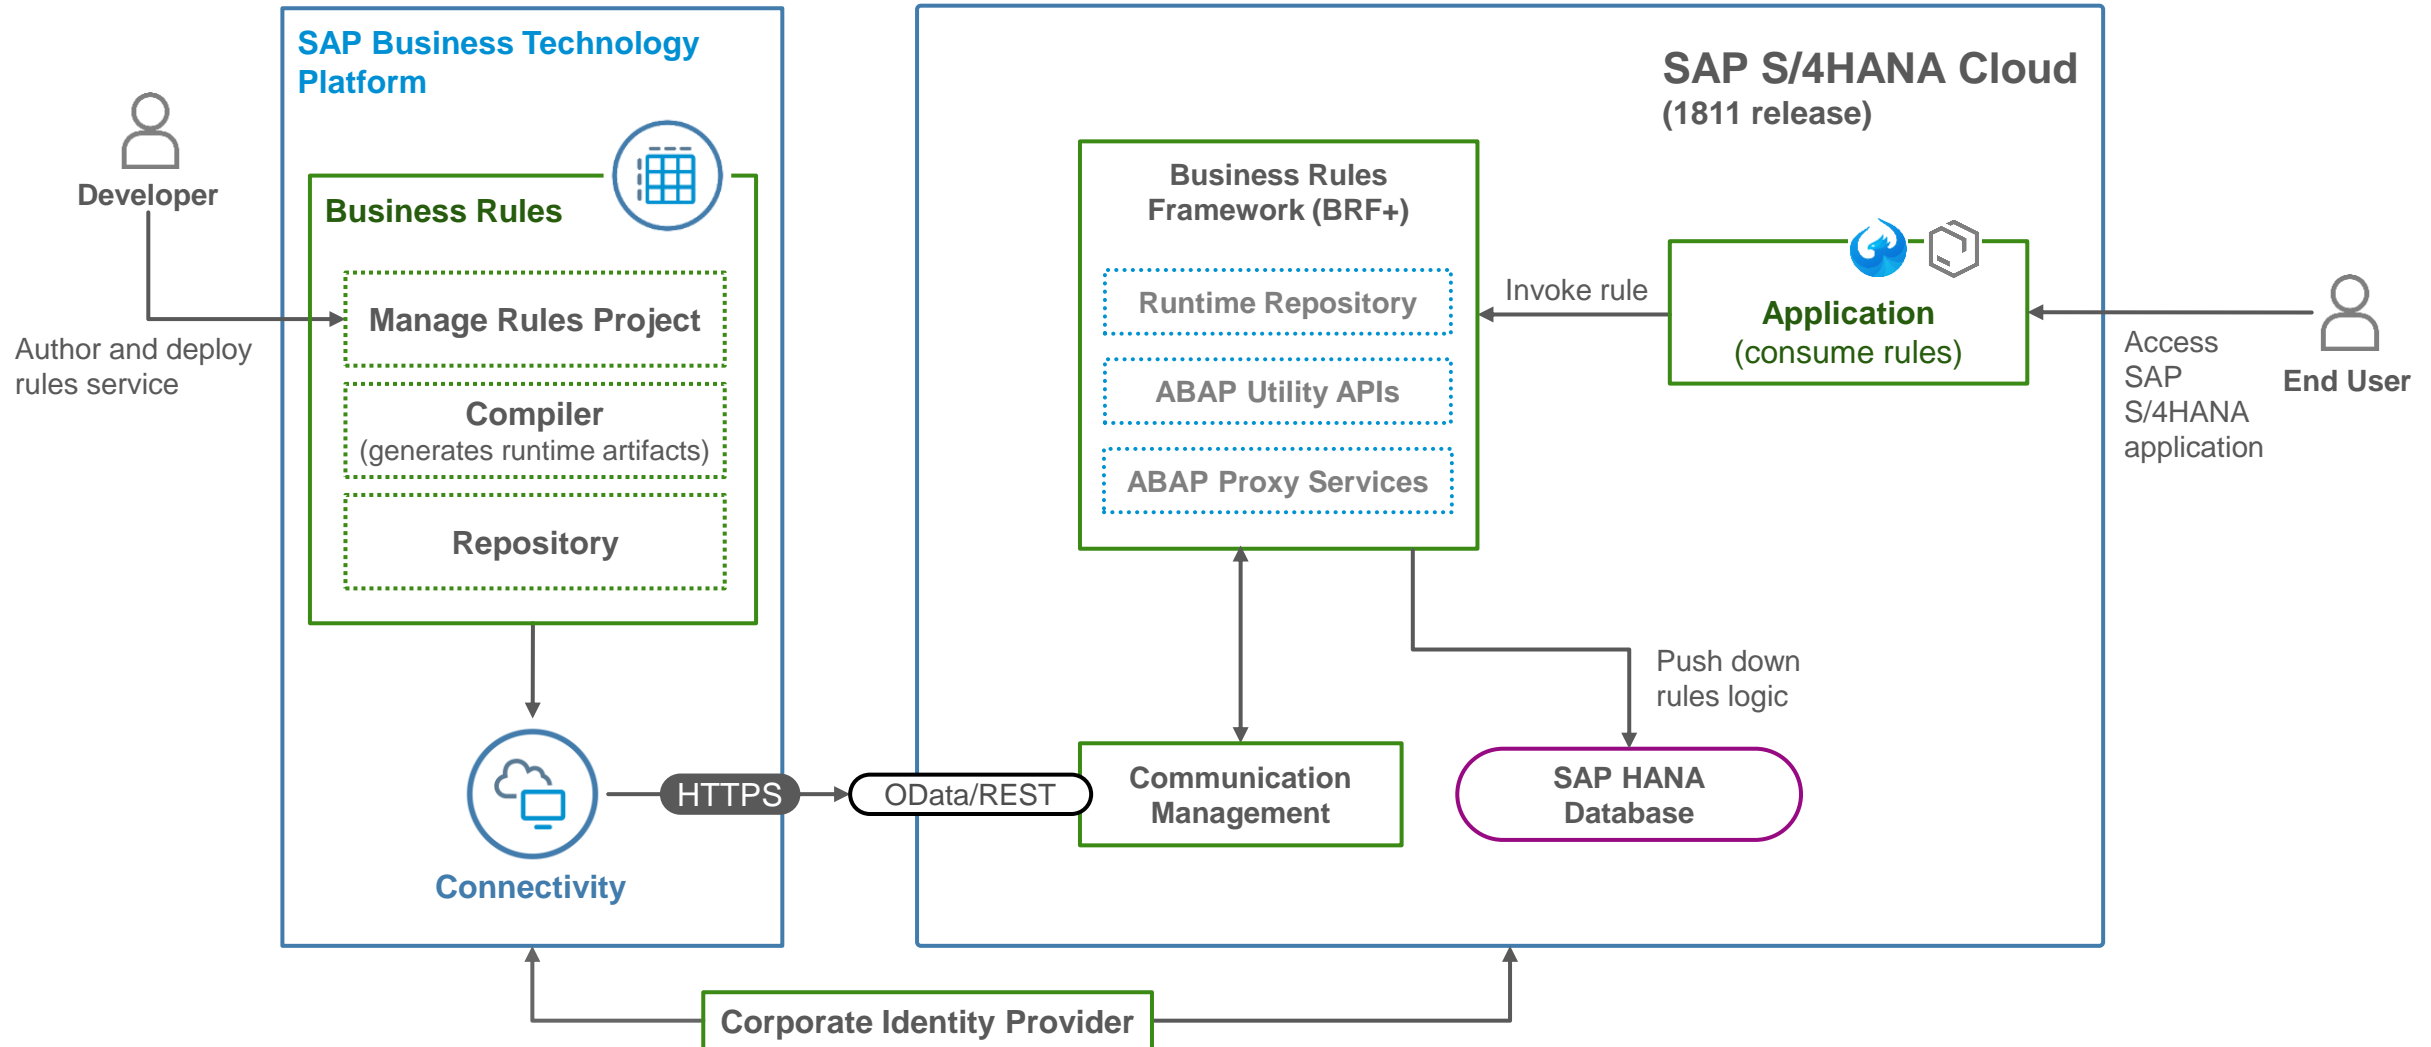 SAP Business Technology
Platform
Developer
Author and deploy
rules service
Business Rules
Manage Rules Project
Compiler
(generates runtime artifacts)
Repository
Connectivity
HTTPS
OData/REST
SAP S/4HANA Cloud
(1811 release)
Business Rules
Framework (BRF+)
Runtime Repository
ABAP Utility APIs
ABAP Proxy Services
Invoke rule
Application
(consume rules)
Access
SAP
S/4HANA
application
End User
Push down
rules logic
Communication
Management
SAP HANA
Database
Corporate Identity Provider